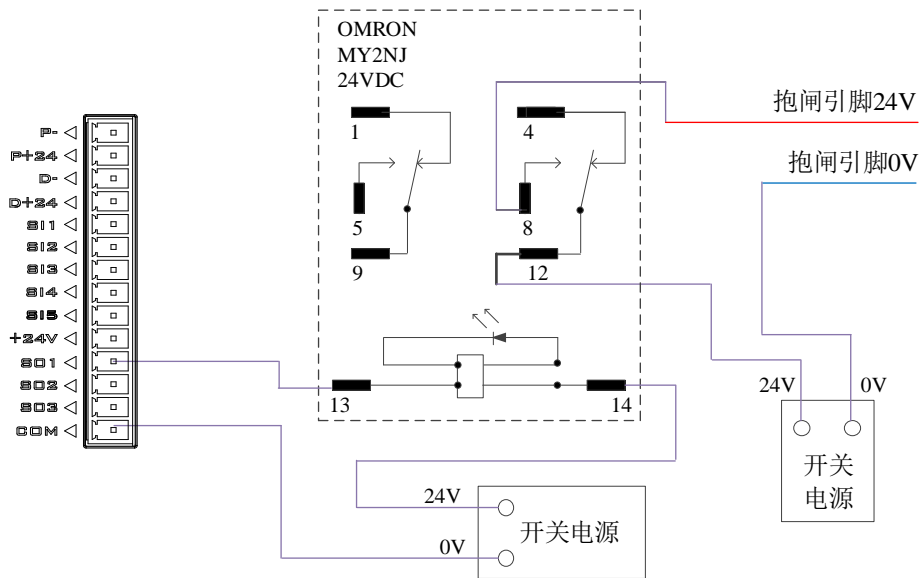 OMRON
MY2NJ
24VDC
1
4
5
8
9
12
13
14
抱闸引脚24V
抱闸引脚0V
P-
P+24
D-
D+24
SI1
SI2
SI3
SI4
SI5
+24V
SO1
SO2
SO3
COM
24V
0V
开关
电源
24V
0V
开关电源